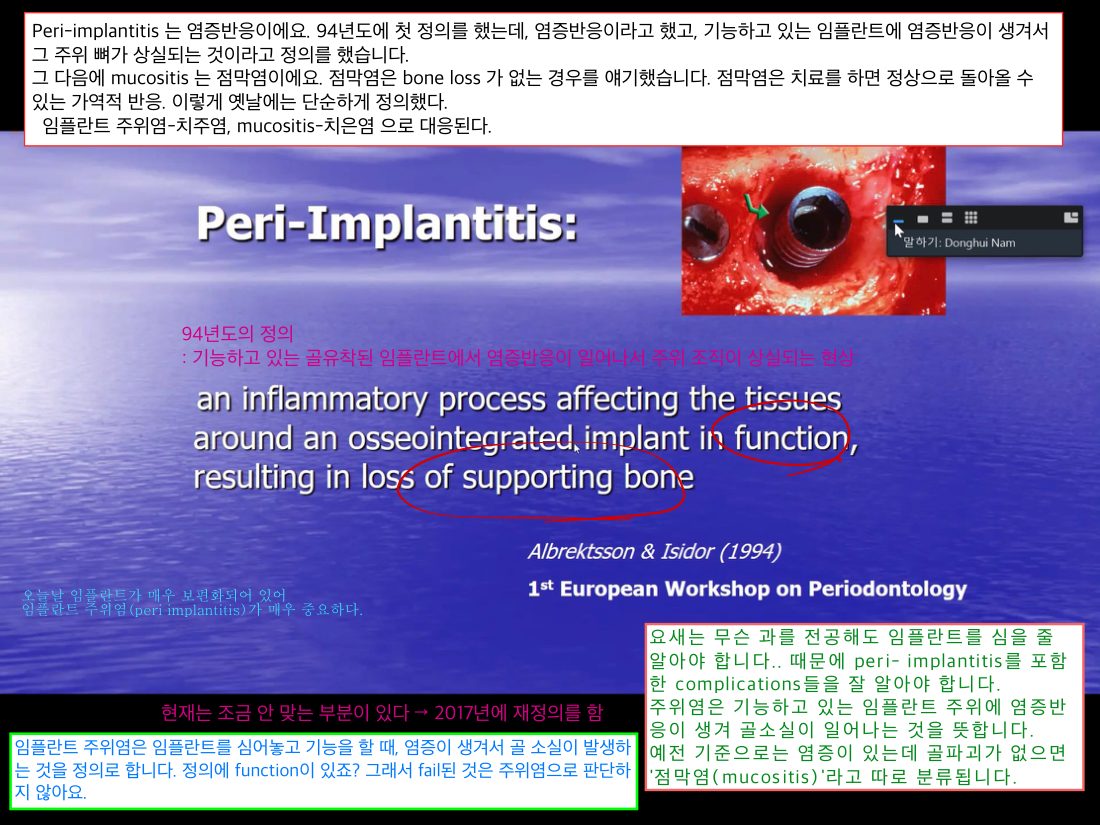 Peri-implantitis 는 염증반응이에요. 94년도에 첫 정의를 했는데, 염증반응이라고 했고, 기능하고 있는 임플란트에 염증반응이 생겨서
그 주위 뼈가 상실되는 것이라고 정의를 했습니다.
그 다음에 mucositis 는 점막염이에요. 점막염은 bone loss 가 없는 경우를 얘기했습니다. 점막염은 치료를 하면 정상으로 돌아올 수
있는 가역적 반응. 이렇게 옛날에는 단순하게 정의했다.
임플란트 주위염-치주염, mucositis-치은염 으로 대응된다.
Peri-Implantitis:
말하기: Donghui Nam
94년도의 정의
: 기능하고 있는 골유착된 임플란트에서 염증반응이 일어나서 주위 조직이 상실되는 현상
an inflammatory process affecting the tissues
around an osseointegrated implant in function,
resulting in loss of supporting bone
Albrektsson & Isidor (1994)
1st European Workshop on Periodontology
오늘날 임플란트가 매우 보편화되어 있어
임플란트 주위염(peri implantitis)가 매우 중요하다.
요새는 무슨 과를 전공해도 임플란트를 심을 줄
알아야 합니다.. 때문에 peri- implantitis를 포함
한 complications들을 잘 알아야 합니다.
주위염은 기능하고 있는 임플란트 주위에 염증반
응이 생겨 골소실이 일어나는 것을 뜻합니다.
예전 기준으로는 염증이 있는데 골파괴가 없으면
'점막염(mucositis)'라고 따로 분류됩니다.
현재는 조금 안 맞는 부분이 있다 → 2017년에 재정의를 함
임플란트 주위염은 임플란트를 심어놓고 기능을 할 때, 염증이 생겨서 골 소실이 발생하
는 것을 정의로 합니다. 정의에 function이 있죠? 그래서 fail된 것은 주위염으로 판단하
지 않아요.